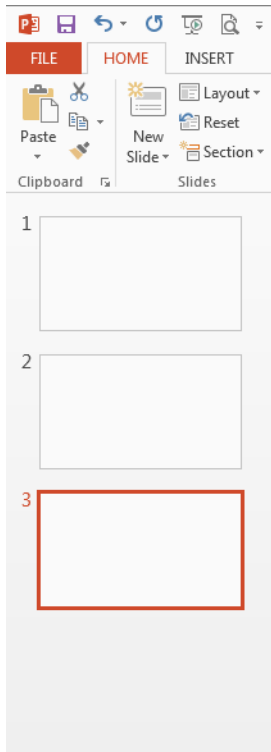 FILE HOME INSERT
Paste
New
Slide
Layout
Reset
Section
Clipboard Slides
1
2
3